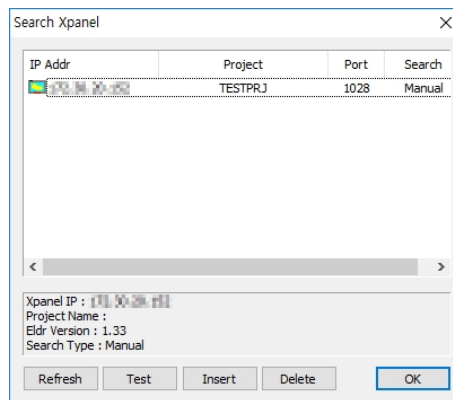 Search Xpanel
IP Addr Project Port Search
TESTPRJ 1028 Manual
Xpanel IP :
Project Name :
Eldr Version : 1.33
Search Type : Manual
Refresh Test Insert Delete OK